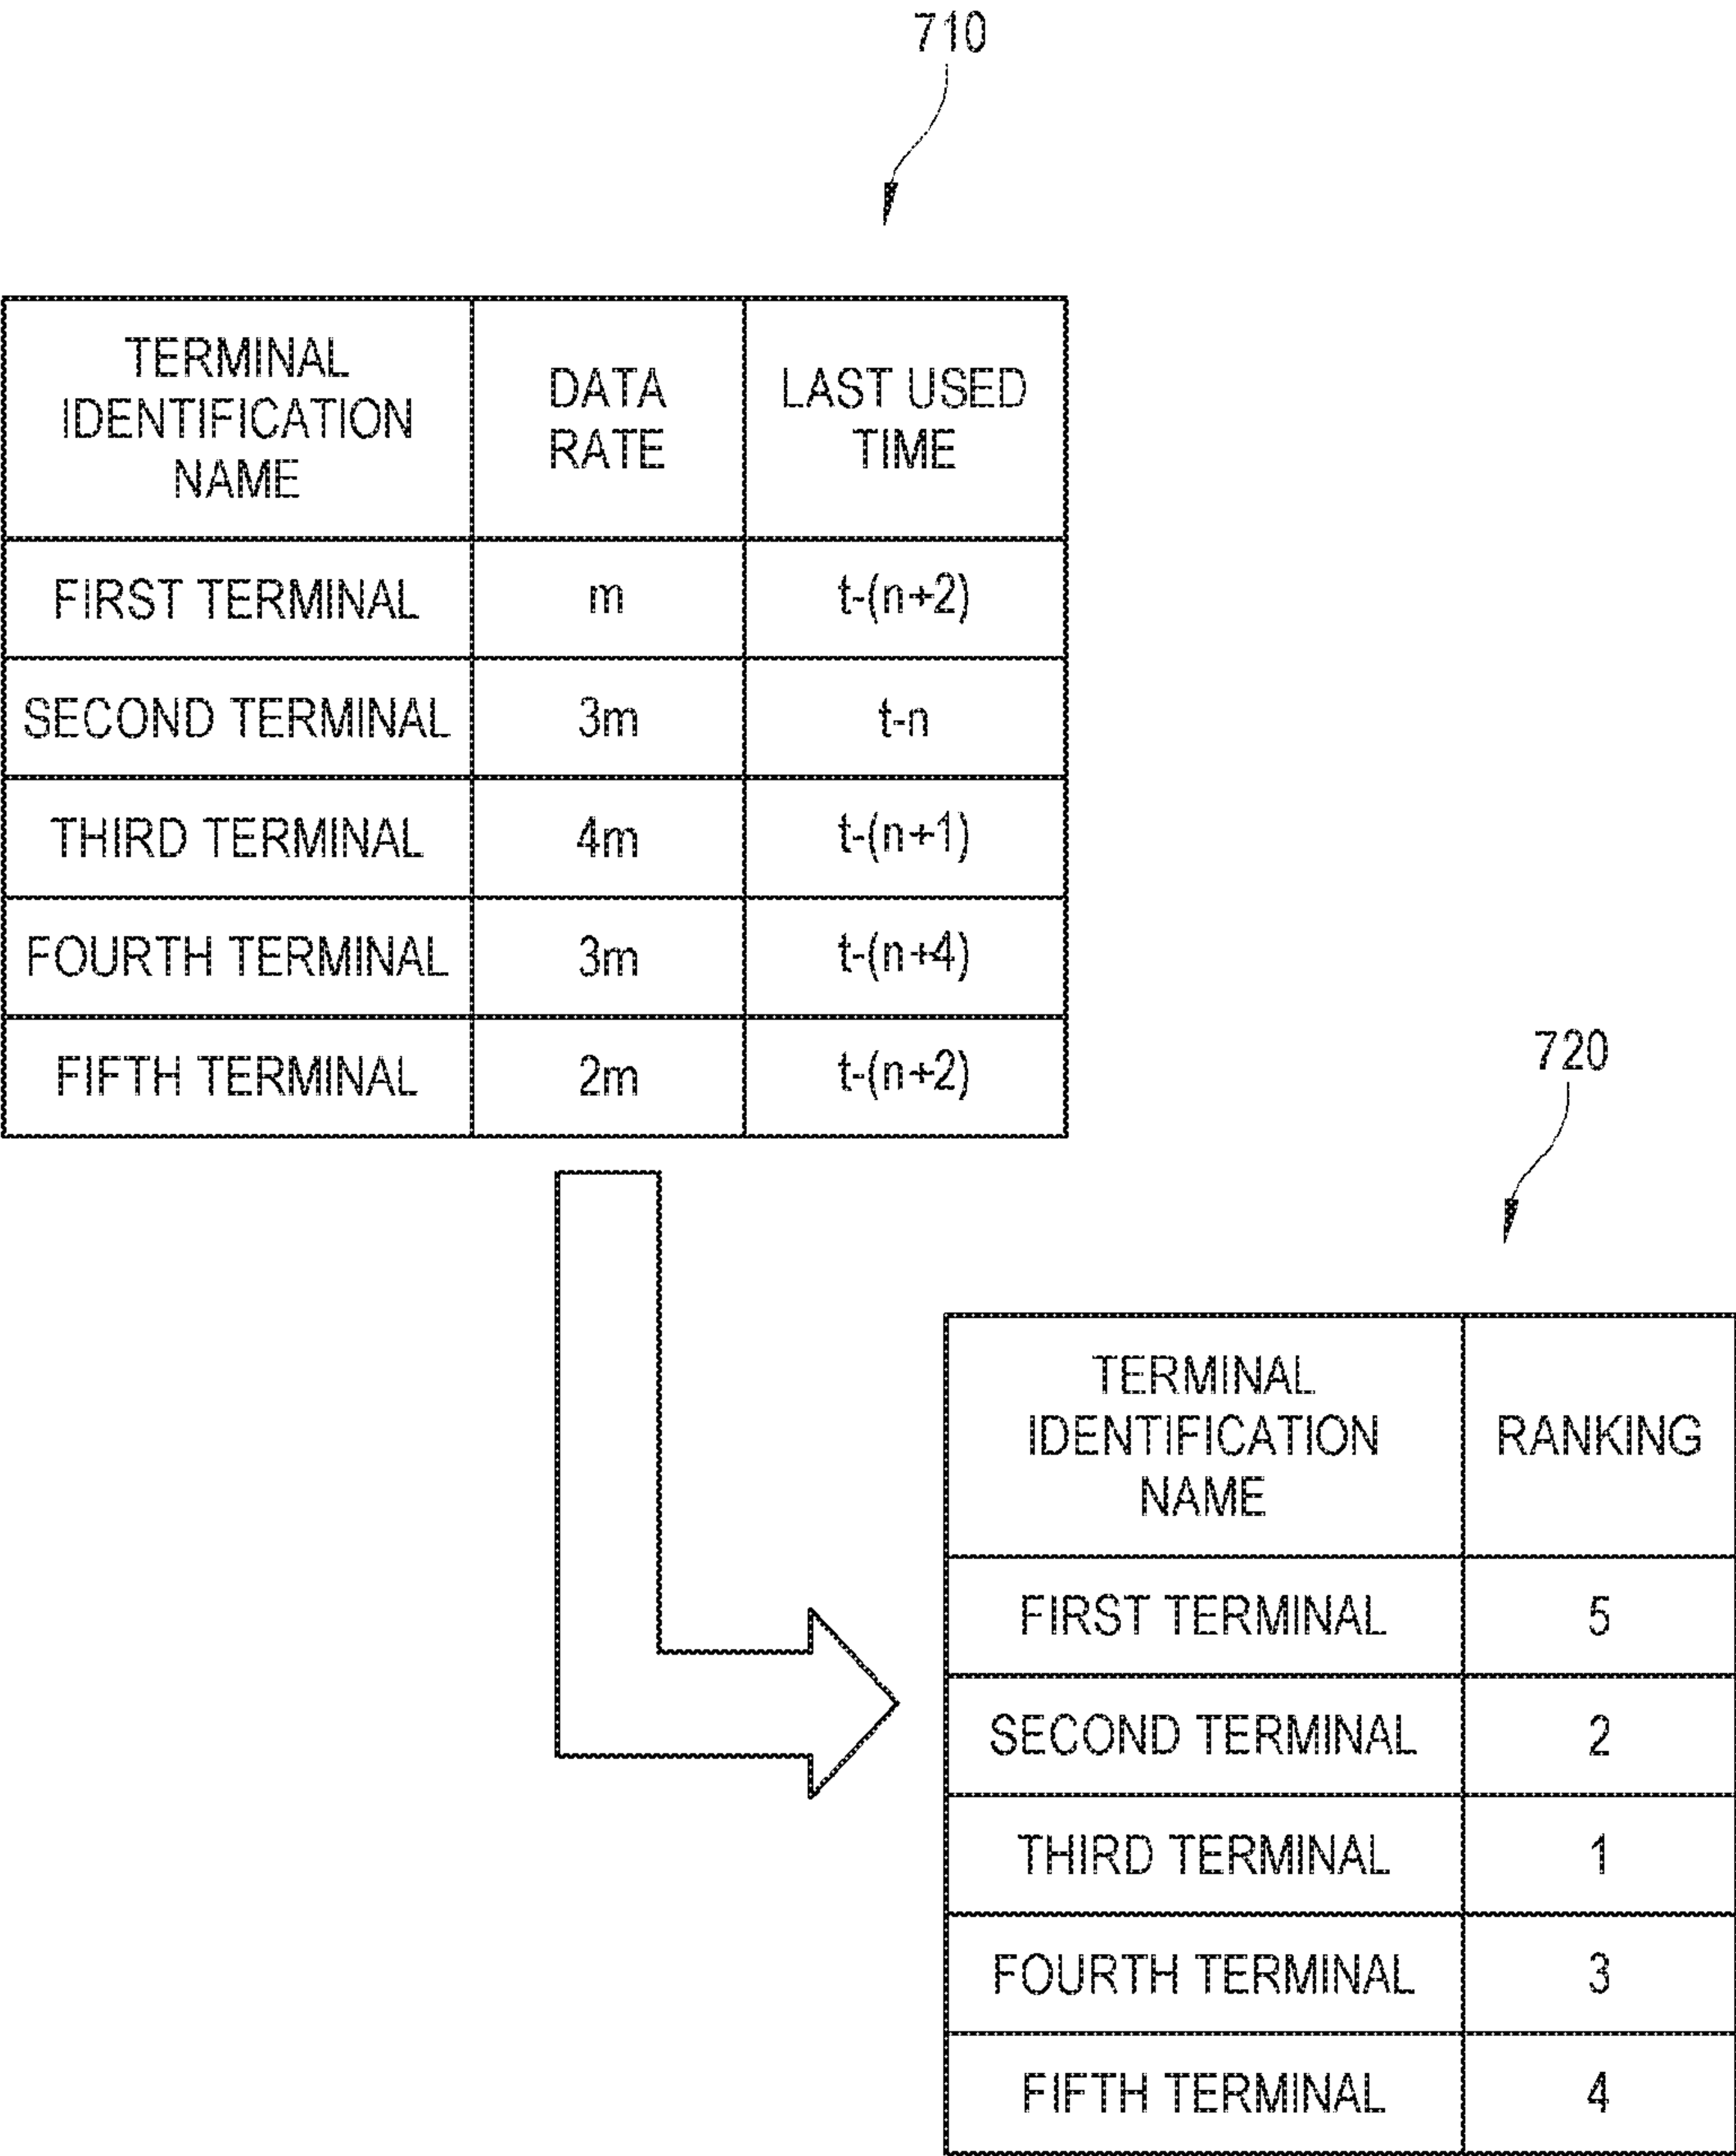 710
TERMINAL
IDENTIFICATION
NAME
DATA
RATE
LAST USED
TIME
FIRST TERMINAL m t-(n+2)
SECOND TERMINAL 3m t-n
THIRD TERMINAL 4m t-(n+1)
FOURTH TERMINAL 3m t-(n+4)
FIFTH TERMINAL 2m t-(n+2)
720
TERMINAL
IDENTIFICATION
NAME
RANKING
FIRST TERMINAL 5
SECOND TERMINAL 2
THIRD TERMINAL 1
FOURTH TERMINAL 3
FIFTH TERMINAL 4